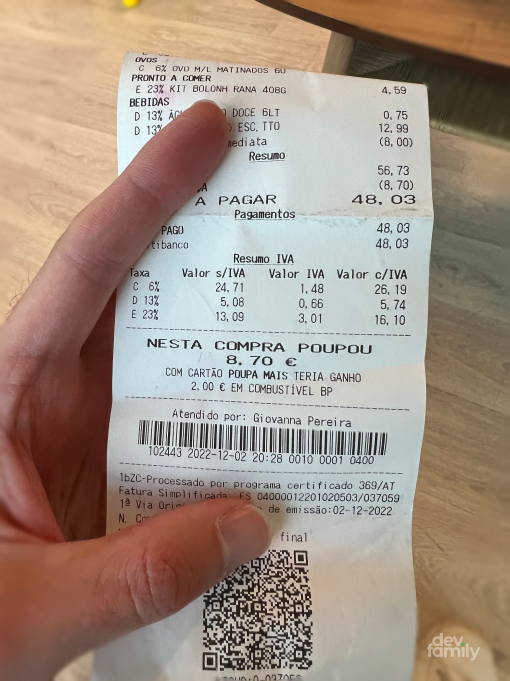 OVOS
C 6% OVO M/L MATINADOS 6U
PRONTO A COMER
E 23% KIT BOLONH RANA 408G 4,59
BEBIDAS
D 13% DOCE 6LT 0,75
D 13% ESC.TTO 12,99
(8,00)
Resumo
56,73
(8,70)
A PAGAR 48,03
Pagamentos
PAGO 48,03
48,03
Resumo IVA
Taxa Valor s/IVA Valor IVA Valor c/IVA
C 6% 24,71 1,48 26,19
D 13% 5,08 0,66 5,74
E 23% 13,09 3,01 16,10
NESTA COMPRA POUPOU
8,70 €
COM CARTÃO POUPA MAIS TERIA GANHO
2,00 € EM COMBUSTÍVEL BP
Atendido por: Giovanna Pereira
102443 2022-12-02 20:28 0010 0001 0400
1bZC-Processado por programa certificado 369/AT
Fatura Simplificada FS 04000012201020503/037059
1ª Via de emissão:02-12-2022
N.
final
dev
family